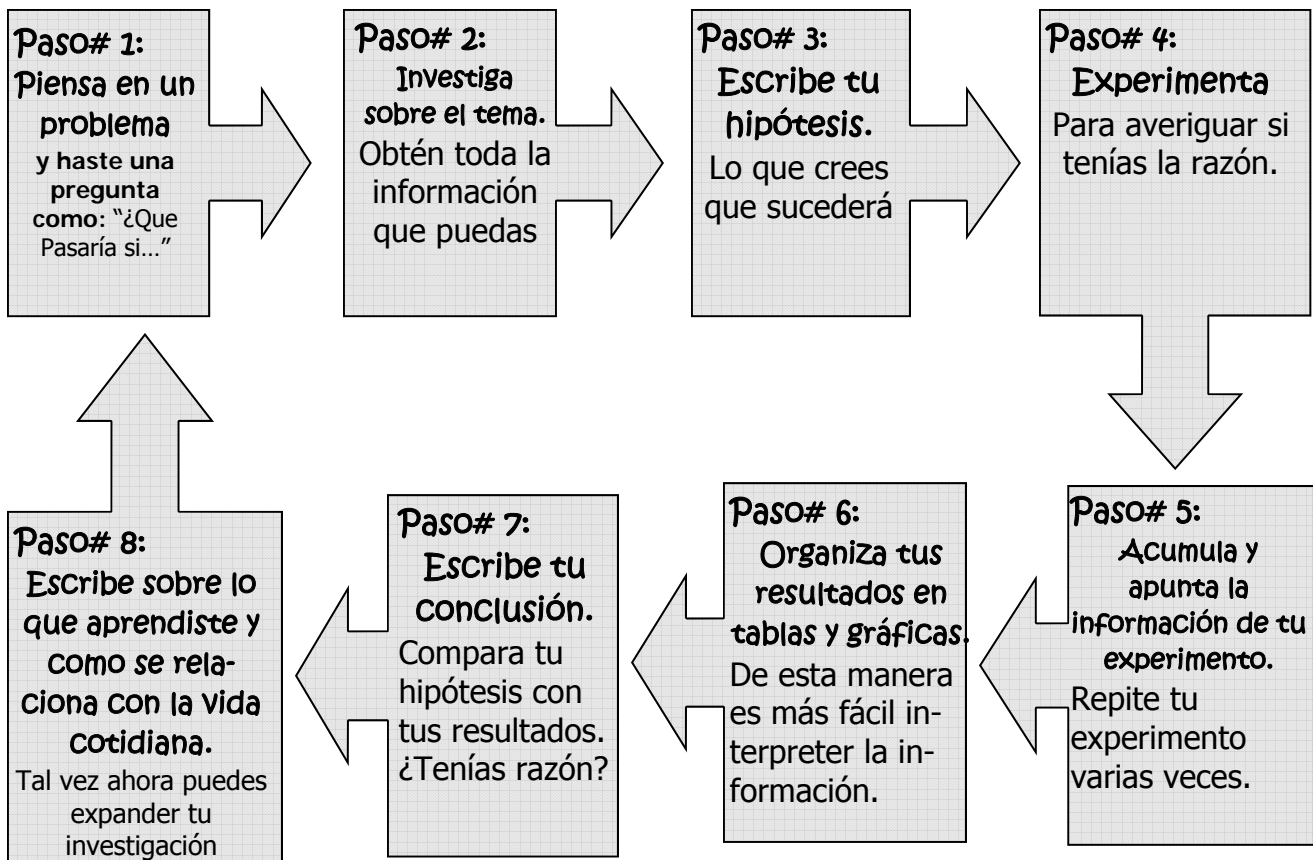 Paso# 1:
Piensa en un
problema
y haste una
pregunta
como: “¿Que
Pasaría si…”
Paso# 2:
Investiga
sobre el tema.
Obtén toda la
información
que puedas
Paso# 3:
Escribe tu
hipótesis.
Lo que crees
que sucederá
Paso# 4:
Experimenta
Para averiguar si
tenías la razón.
Paso# 5:
Acumula y
apunta la
información de tu
experimento.
Repite tu
experimento
varias veces.
Paso# 6:
Organiza tus
resultados en
tablas y gráficas.
De esta manera
es más fácil in-
terpreter la in-
formación.
Paso# 7:
Escribe tu
conclusión.
Compara tu
hipótesis con
tus resultados.
¿Tenías razón?
Paso# 8:
Escribe sobre lo
que aprendiste y
como se rela-
ciona con la vida
cotidiana.
Tal vez ahora puedes
expander tu
investigación